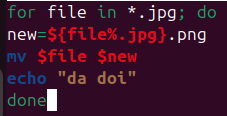 for file in *.jpg; do
new=${file%.jpg}.png
mv $file $new
echo "da doi"
done